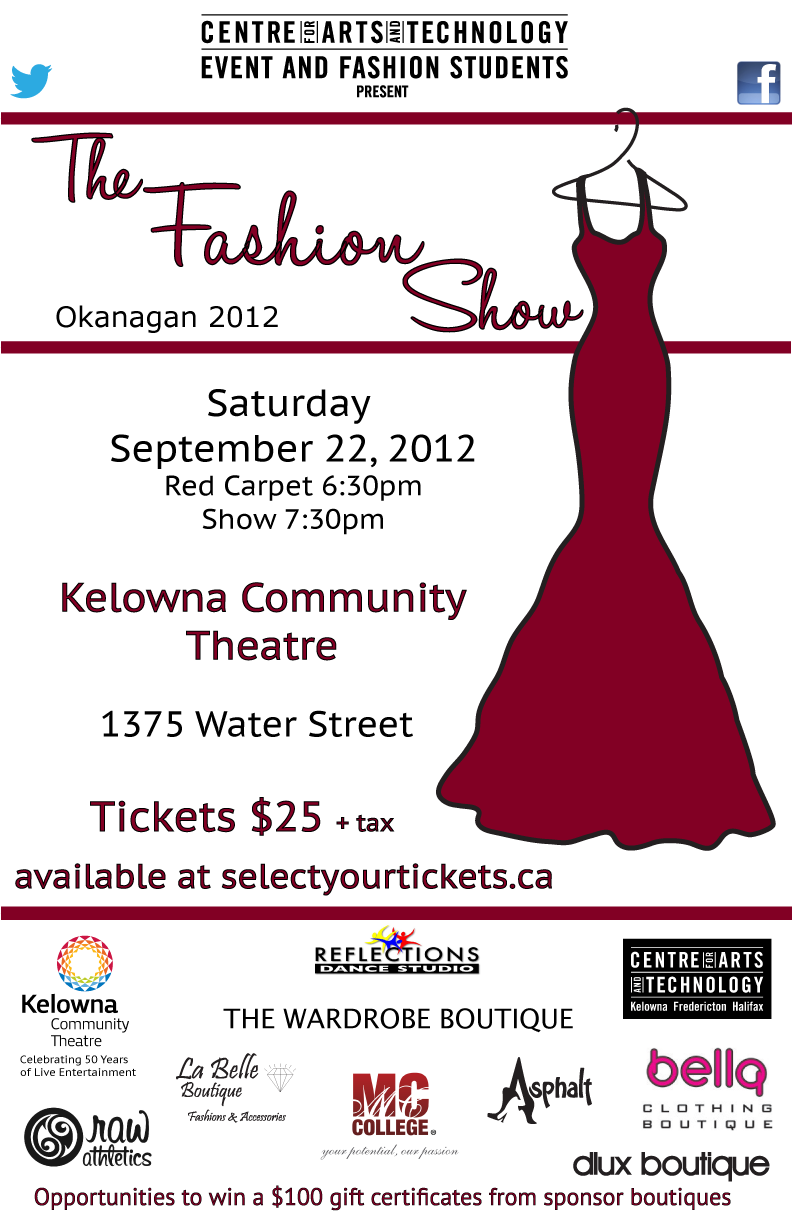 CENTRE FOR ARTS AND TECHNOLOGY
EVENT AND FASHION STUDENTS
PRESENT
f
The
Fashion
Show
Okanagan 2012
Saturday
September 22, 2012
Red Carpet 6:30pm
Show 7:30pm
Kelowna Community
Theatre
1375 Water Street
Tickets $25 + tax
available at selectyourtickets.ca
Kelowna
Community
Theatre
Celebrating 50 Years
of Live Entertainment
REFLECTIONS
DANCE STUDIO
CENTRE FOR ARTS
AND TECHNOLOGY
Kelowna Fredericton Halifax
THE WARDROBE BOUTIQUE
La Belle
Boutique
Fashions & Accessories
MC
COLLEGE®
your potential, our passion
Asphalt
bella
CLOTHING
BOUTIQUE
raw
athletics
dlux boutique
Opportunities to win a $100 gift certificates from sponsor boutiques